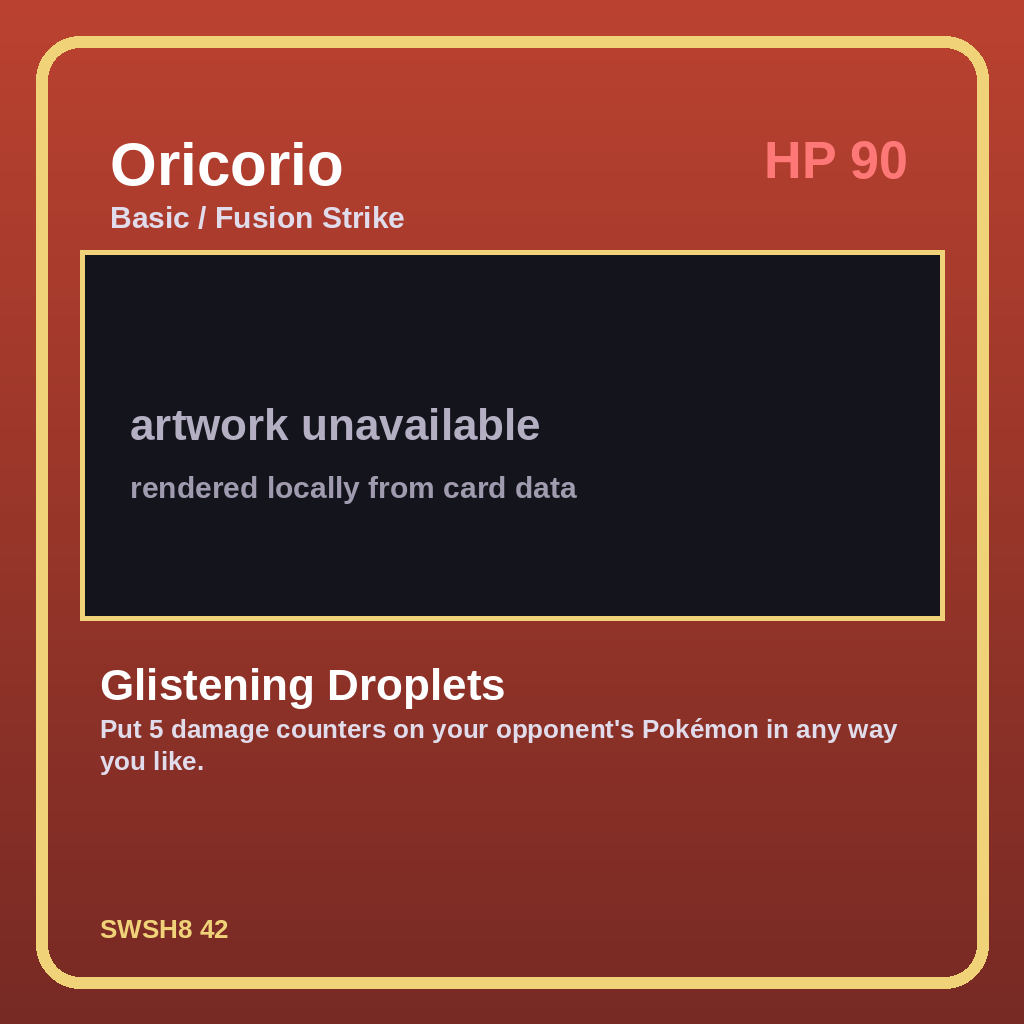 Oricorio
HP 90
Basic / Fusion Strike
artwork unavailable
rendered locally from card data
Glistening Droplets
Put 5 damage counters on your opponent's Pokémon in any way
you like.
SWSH8 42